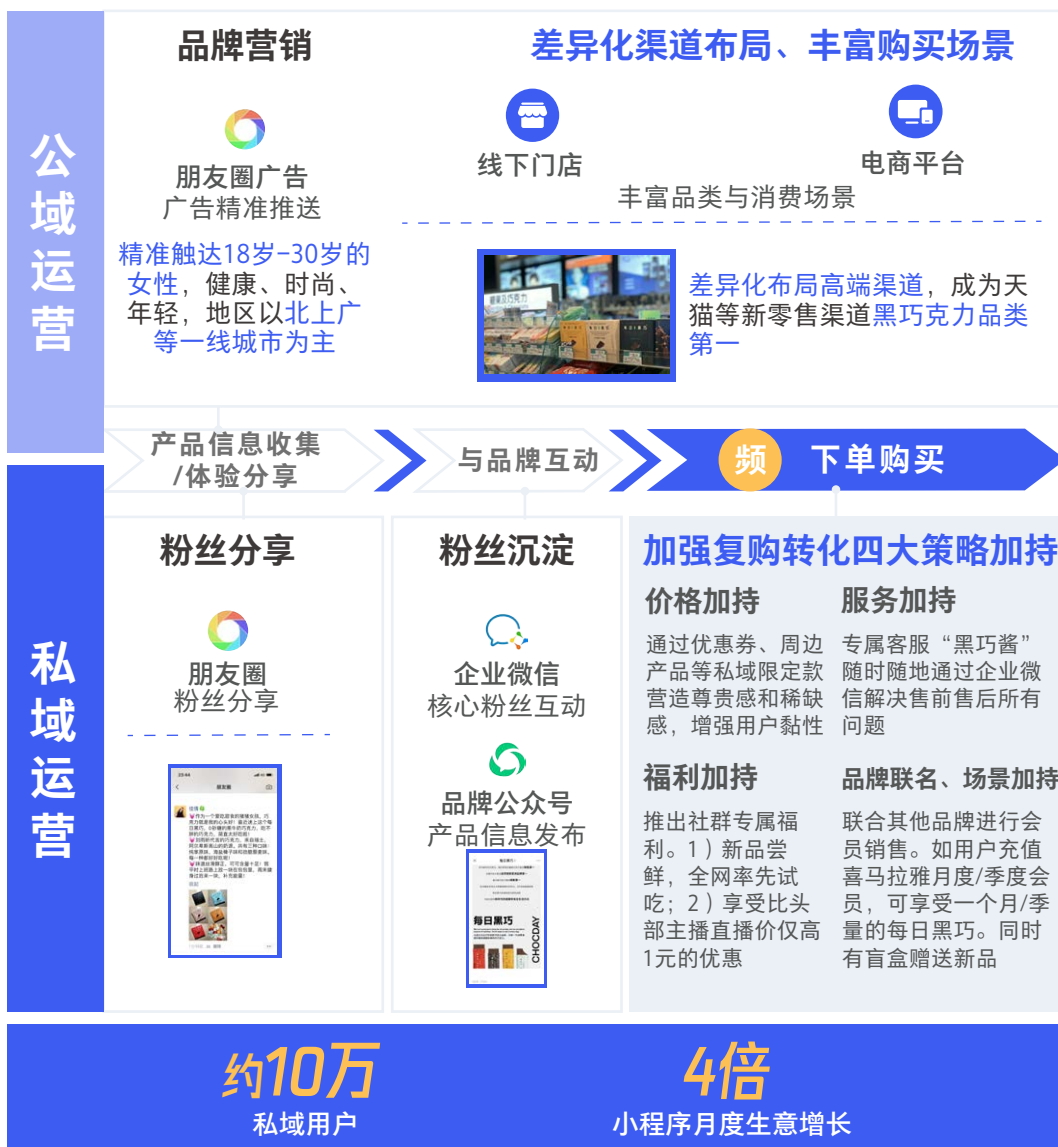 公域运营
品牌营销
朋友圈广告
广告精准推送
精准触达18岁-30岁的
女性，健康、时尚、
年轻，地区以北上广
等一线城市为主
差异化渠道布局、丰富购买场景
线下门店
电商平台
丰富品类与消费场景
差异化布局高端渠道，成为天
猫等新零售渠道黑巧克力品类
第一
产品信息收集
/体验分享
与品牌互动
频
下单购买
私域运营
粉丝分享
朋友圈
粉丝分享
朋友圈
粉丝沉淀
企业微信
核心粉丝互动
品牌公众号
产品信息发布
每日黑巧
CHOCDAY
加强复购转化四大策略加持
价格加持
通过优惠券、周边
产品等私域限定款
营造尊贵感和稀缺
感，增强用户黏性
服务加持
专属客服“黑巧酱”
随时随地通过企业微
信解决售前售后所有
问题
福利加持
推出社群专属福
利。1）新品尝
鲜，全网率先试
吃；2）享受比头
部主播直播价仅高
1元的优惠
品牌联名、场景加持
联合其他品牌进行会
员销售。如用户充值
喜马拉雅月度/季度会
员，可享受一个月/季
量的每日黑巧。同时
有盲盒赠送新品
约10万
私域用户
4倍
小程序月度生意增长